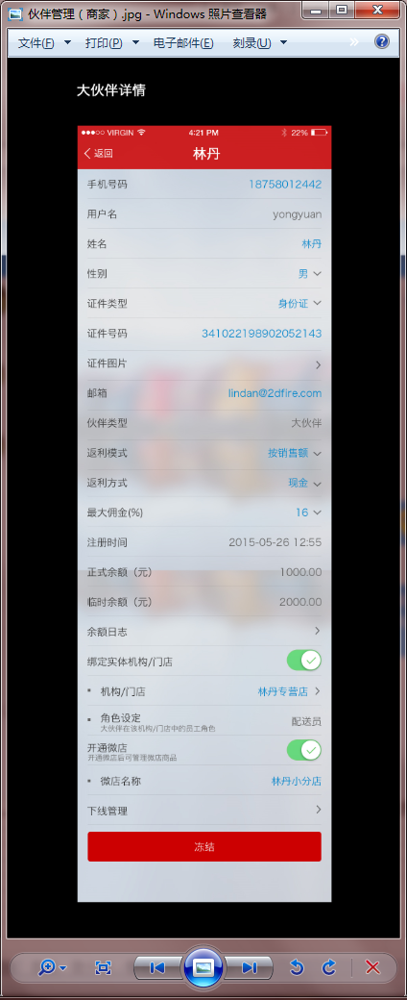 伙伴管理（商家）.jpg - Windows 照片查看器
文件(F) 打印(P) 电子邮件(E) 刻录(U) »
大伙伴详情
VIRGIN 4:21 PM 22%
返回 林丹
手机号码 18758012442
用户名 yongyuan
姓名 林丹
性别 男
证件类型 身份证
证件号码 341022198902052143
证件图片
邮箱 lindan@2dfire.com
伙伴类型 大伙伴
返利模式 按销售额
返利方式 现金
最大佣金(%) 16
注册时间 2015-05-26 12:55
正式余额（元） 1000.00
临时余额（元） 2000.00
余额日志
绑定实体机构/门店
• 机构/门店 林丹专营店
• 角色设定 配送员
大伙伴在该机构/门店中的员工角色
开通微店
开通微店后可管理微店商品
• 微店名称 林丹小分店
下线管理
冻结